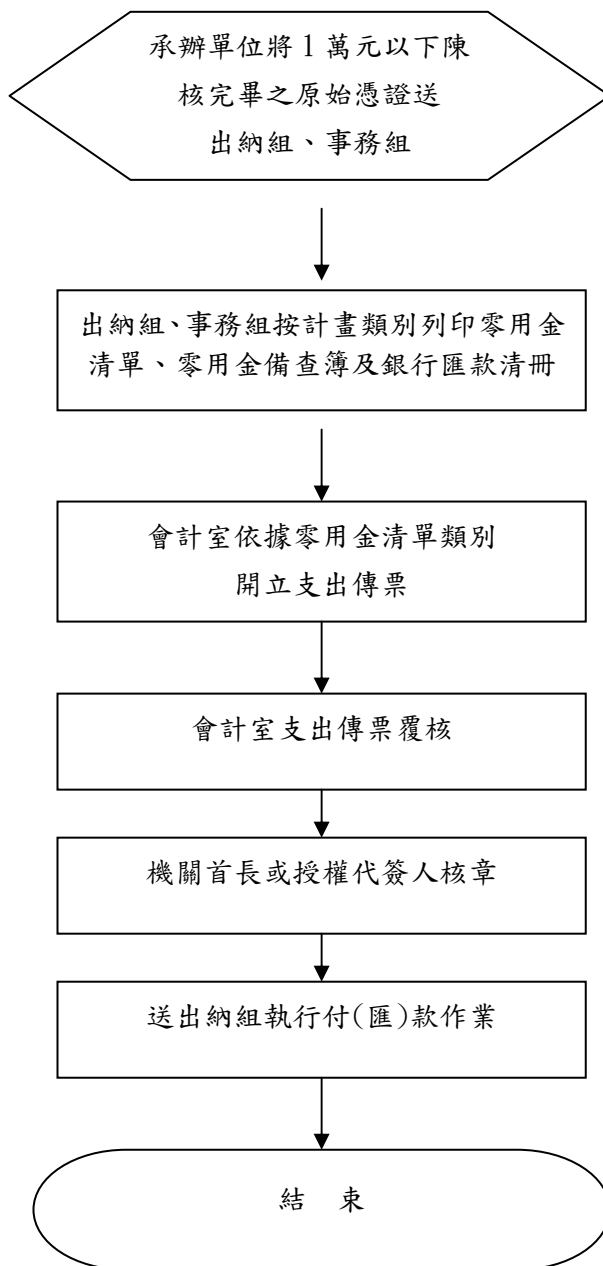 承辦單位將1萬元以下陳
核完畢之原始憑證送
出納組、事務組
出納組、事務組按計畫類別列印零用金
清單、零用金備查簿及銀行匯款清冊
會計室依據零用金清單類別
開立支出傳票
會計室支出傳票覆核
機關首長或授權代簽人核章
送出納組執行付(匯)款作業
結 束